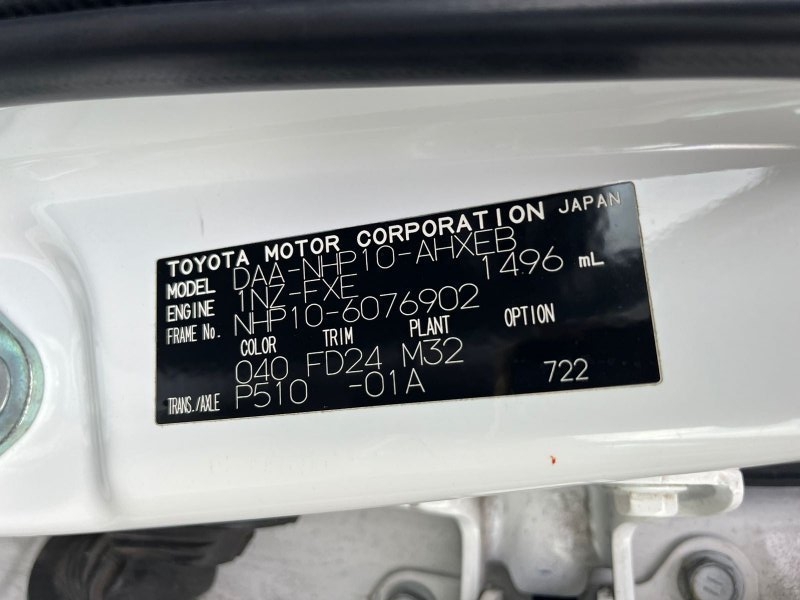 TOYOTA MOTOR CORPORATION JAPAN
MODEL DAA-NHP10-AHXEB
ENGINE 1NZ-FXE 1496 mL
FRAME No. NHP10-6076902
COLOR TRIM PLANT OPTION
040 FD24 M32
TRANS./AXLE P510 -01A 722